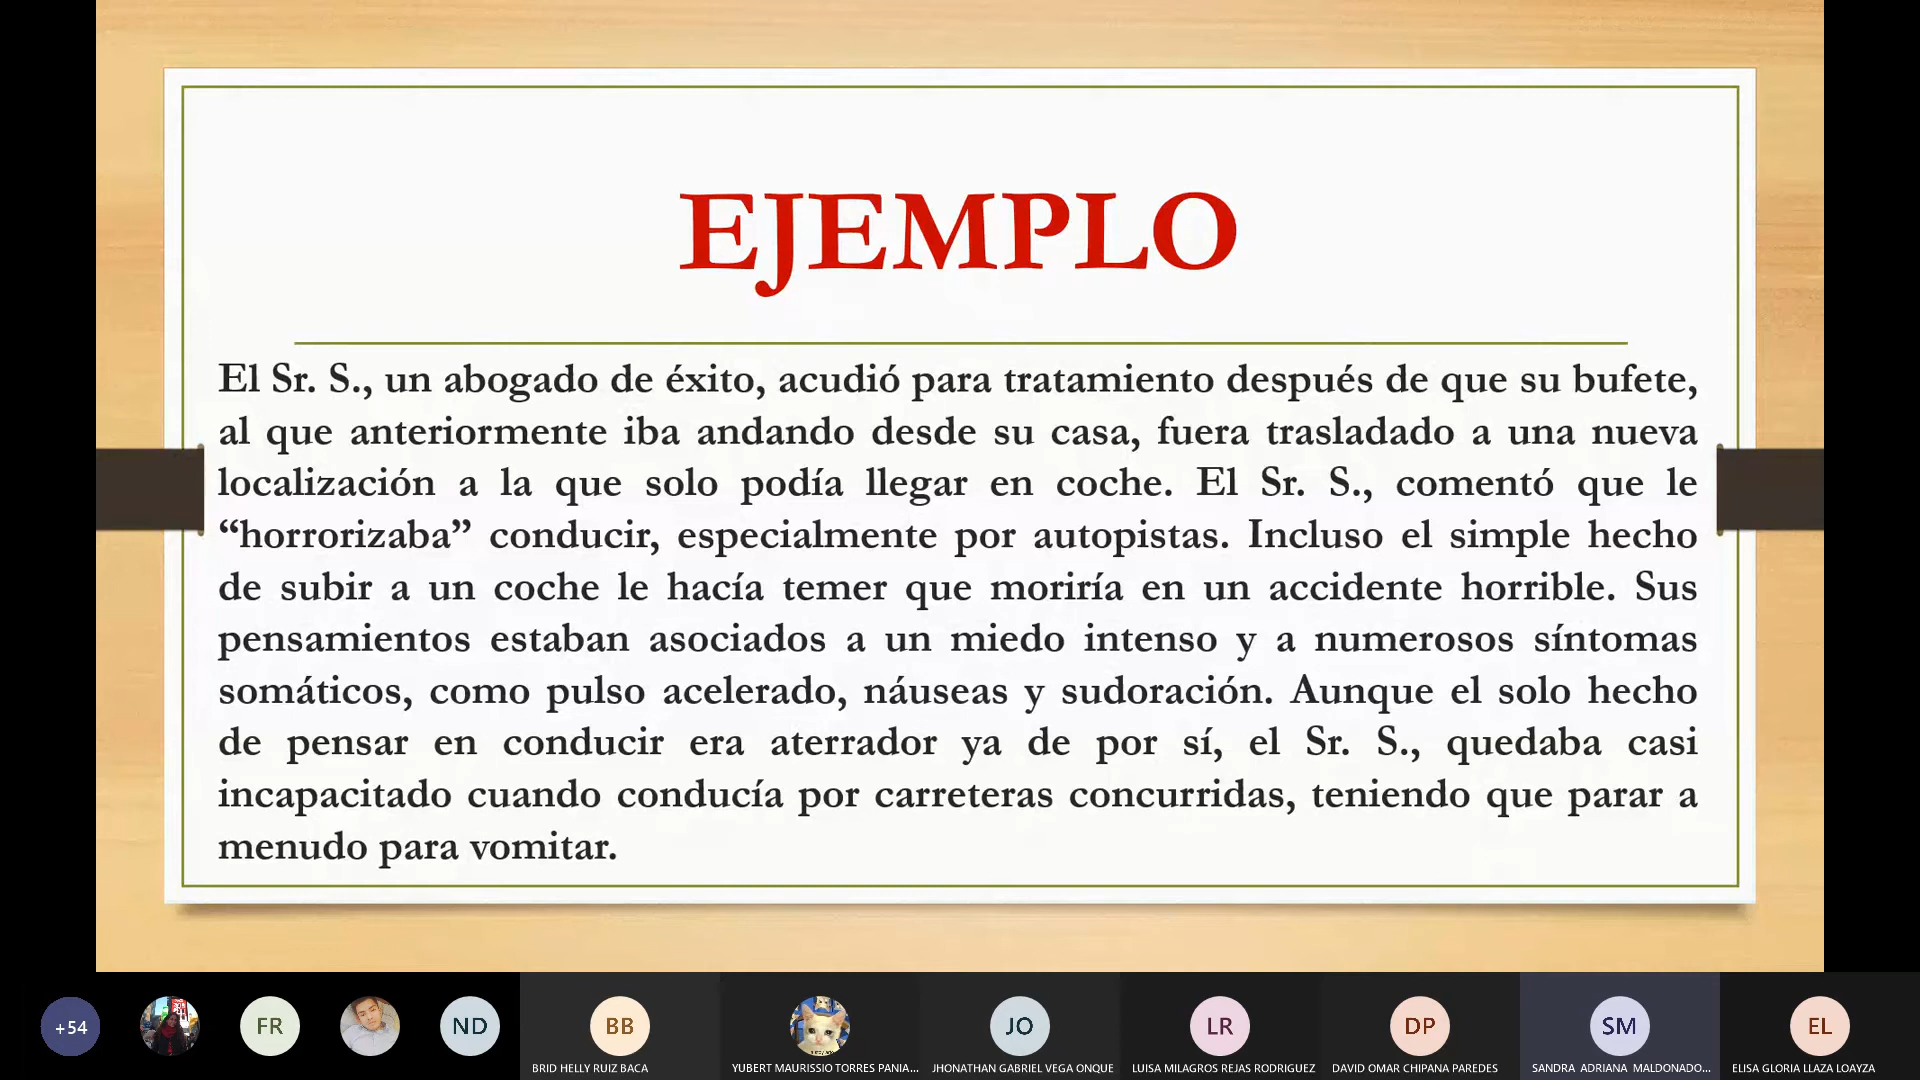 EJEMPLO
El Sr. S., un abogado de éxito, acudió para tratamiento después de que su bufete,
al que anteriormente iba andando desde su casa, fuera trasladado a una nueva
localización a la que solo podía llegar en coche. El Sr. S., comentó que le
“horrorizaba” conducir, especialmente por autopistas. Incluso el simple hecho
de subir a un coche le hacía temer que moriría en un accidente horrible. Sus
pensamientos estaban asociados a un miedo intenso y a numerosos síntomas
somáticos, como pulso acelerado, náuseas y sudoración. Aunque el solo hecho
de pensar en conducir era aterrador ya de por sí, el Sr. S., quedaba casi
incapacitado cuando conducía por carreteras concurridas, teniendo que parar a
menudo para vomitar.
+54
FR
ND
BB
JO
LR
DP
SM
EL
BRID HELLY RUIZ BACA
YUBERT MAURISSIO TORRES PANIA...
JHONATHAN GABRIEL VEGA ONQUE
LUISA MILAGROS REJAS RODRIGUEZ
DAVID OMAR CHIPANA PAREDES
SANDRA ADRIANA MALDONADO...
ELISA GLORIA LLAZA LOAYZA